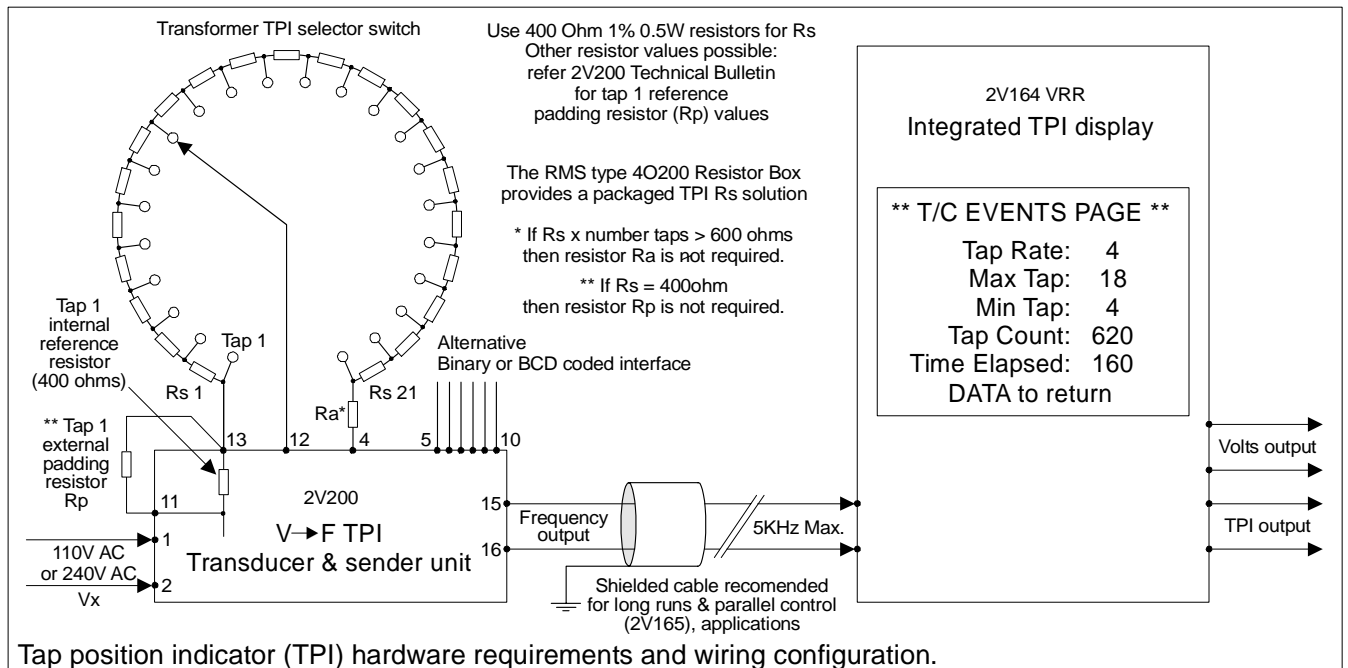 Transformer TPI selector switch
Use 400 Ohm 1% 0.5W resistors for Rs
Other resistor values possible:
refer 2V200 Technical Bulletin
for tap 1 reference
padding resistor (Rp) values
The RMS type 4O200 Resistor Box
provides a packaged TPI Rs solution
* If Rs x number taps > 600 ohms
then resistor Ra is not required.
** If Rs = 400ohm
then resistor Rp is not required.
Tap 1
internal
reference
resistor
(400 ohms)
Tap 1
Rs 1
Rs 21
Ra*
Alternative
Binary or BCD coded interface
** Tap 1
external
padding
resistor
Rp
13
12
4
5
10
11
1
2
15
16
2V200
V F TPI
Transducer & sender unit
110V AC
or 240V AC
Vx
Frequency
output
5KHz Max.
Shielded cable recomended
for long runs & parallel control
(2V165), applications
2V164 VRR
Integrated TPI display
** T/C EVENTS PAGE **
Tap Rate: 4
Max Tap: 18
Min Tap: 4
Tap Count: 620
Time Elapsed: 160
DATA to return
Volts output
TPI output
Tap position indicator (TPI) hardware requirements and wiring configuration.